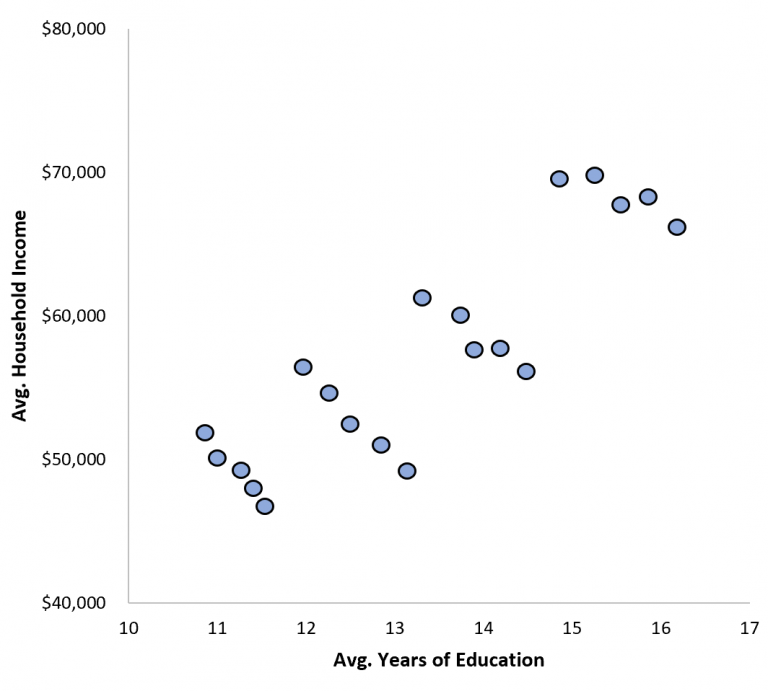 $80,000
$70,000
$60,000
$50,000
$40,000
Avg. Household Income
10 11 12 13 14 15 16 17
Avg. Years of Education